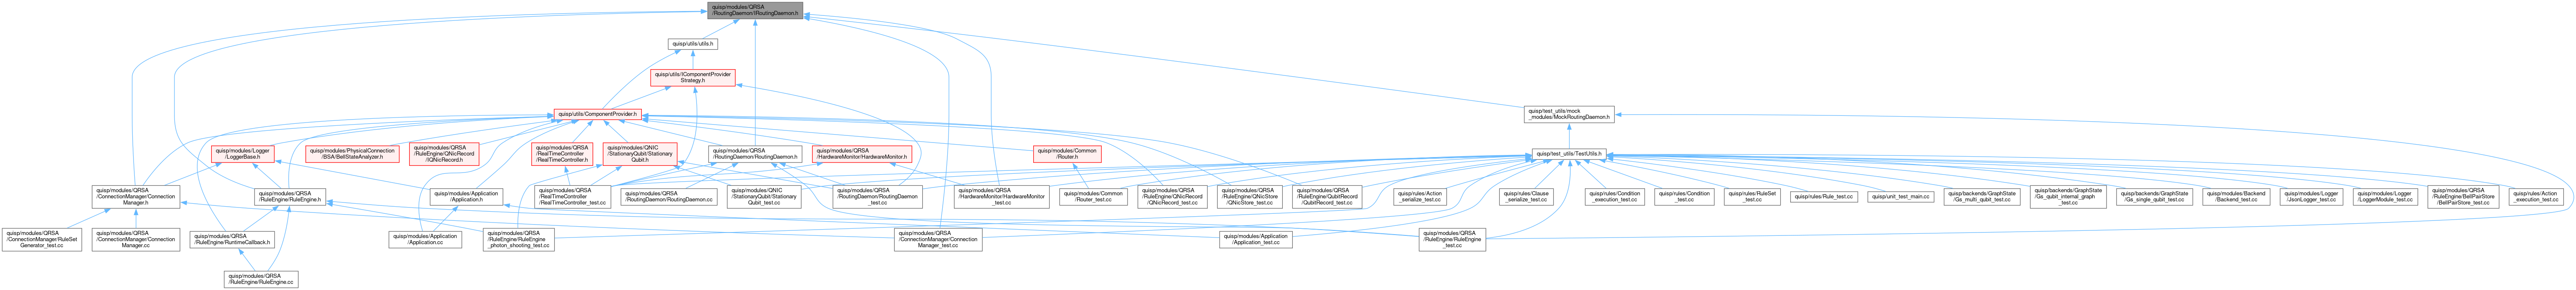 quisp/modules/QRSA
/RoutingDaemon/IRoutingDaemon.h
quisp/utils/utils.h
quisp/utils/IComponentProvider
Strategy.h
quisp/utils/ComponentProvider.h
quisp/test_utils/mock
_modules/MockRoutingDaemon.h
quisp/modules/Logger
/LoggerBase.h
quisp/modules/PhysicalConnection
/BSA/BellStateAnalyzer.h
quisp/modules/QRSA
/RuleEngine/QNicRecord
/IQNicRecord.h
quisp/modules/QRSA
/RealTimeController
/RealTimeController.h
quisp/modules/QNIC
/StationaryQubit/Stationary
Qubit.h
quisp/modules/QRSA
/RoutingDaemon/RoutingDaemon.h
quisp/modules/QRSA
/HardwareMonitor/HardwareMonitor.h
quisp/modules/Common
/Router.h
quisp/test_utils/TestUtils.h
quisp/modules/QRSA
/ConnectionManager/Connection
Manager.h
quisp/modules/QRSA
/RuleEngine/RuleEngine.h
quisp/modules/Application
/Application.h
quisp/modules/QRSA
/RealTimeController
/RealTimeController_test.cc
quisp/modules/QRSA
/RoutingDaemon/RoutingDaemon.cc
quisp/modules/QNIC
/StationaryQubit/Stationary
Qubit_test.cc
quisp/modules/QRSA
/RoutingDaemon/RoutingDaemon
_test.cc
quisp/modules/QRSA
/HardwareMonitor/HardwareMonitor
_test.cc
quisp/modules/Common
/Router_test.cc
quisp/modules/QRSA
/RuleEngine/QNicRecord
/QNicRecord_test.cc
quisp/modules/QRSA
/RuleEngine/QNicStore
/QNicStore_test.cc
quisp/modules/QRSA
/RuleEngine/QubitRecord
/QubitRecord_test.cc
quisp/rules/Action
_serialize_test.cc
quisp/rules/Clause
_serialize_test.cc
quisp/rules/Condition
_execution_test.cc
quisp/rules/Condition
_test.cc
quisp/rules/RuleSet
_test.cc
quisp/rules/Rule_test.cc
quisp/unit_test_main.cc
quisp/backends/GraphState
/Gs_multi_qubit_test.cc
quisp/backends/GraphState
/Gs_qubit_internal_graph
_test.cc
quisp/backends/GraphState
/Gs_single_qubit_test.cc
quisp/modules/Backend
/Backend_test.cc
quisp/modules/Logger
/JsonLogger_test.cc
quisp/modules/Logger
/LoggerModule_test.cc
quisp/modules/QRSA
/RuleEngine/BellPairStore
/BellPairStore_test.cc
quisp/rules/Action
_execution_test.cc
quisp/modules/QRSA
/ConnectionManager/RuleSet
Generator_test.cc
quisp/modules/QRSA
/ConnectionManager/Connection
Manager.cc
quisp/modules/QRSA
/RuleEngine/RuntimeCallback.h
quisp/modules/Application
/Application.cc
quisp/modules/QRSA
/RuleEngine/RuleEngine
_photon_shooting_test.cc
quisp/modules/QRSA
/ConnectionManager/Connection
Manager_test.cc
quisp/modules/Application
/Application_test.cc
quisp/modules/QRSA
/RuleEngine/RuleEngine
_test.cc
quisp/modules/QRSA
/RuleEngine/RuleEngine.cc